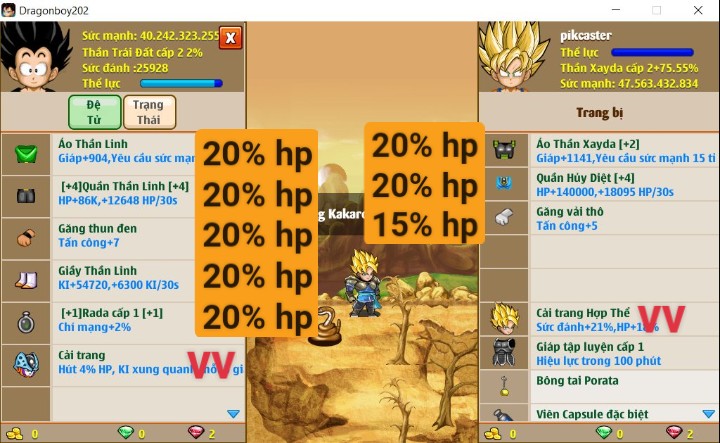 Dragonboy202
Sức mạnh: 40.242.323.255
Thần Trái Đất cấp 2 2%
Sức đánh :25928
Thể lực
X
Đệ
Tử
Trạng
Thái
Áo Thần Linh
Giáp+904,Yêu cầu sức mạn
[+4]Quần Thần Linh [+4]
HP+86K,+12648 HP/30s
Găng thun đen
Tấn công+7
Giầy Thần Linh
KI+54720,+6300 KI/30s
[+1]Rada cấp 1 [+1]
Chí mạng+2%
Cải trang
Hút 4% HP, KI xung quanh mỗi gi
VV
0
0
2
20% hp
20% hp
20% hp
20% hp
20% hp
20% hp
20% hp
15% hp
g Kakaro
pikcaster
Thể lực
Thần Xayda cấp 2+75.55%
Sức mạnh: 47.563.432.834
Trang bị
Áo Thần Xayda [+2]
Giáp+1141,Yêu cầu sức mạnh 15 tỉ
Quần Hủy Diệt [+4]
HP+140000,+18095 HP/30s
Găng vải thô
Tấn công+5
Cải trang Hợp Thể
Sức đánh+21%,HP+18%
VV
Giáp tập luyện cấp 1
Hiệu lực trong 100 phút
Bông tai Porata
Viên Capsule đặc biệt
0
0
2